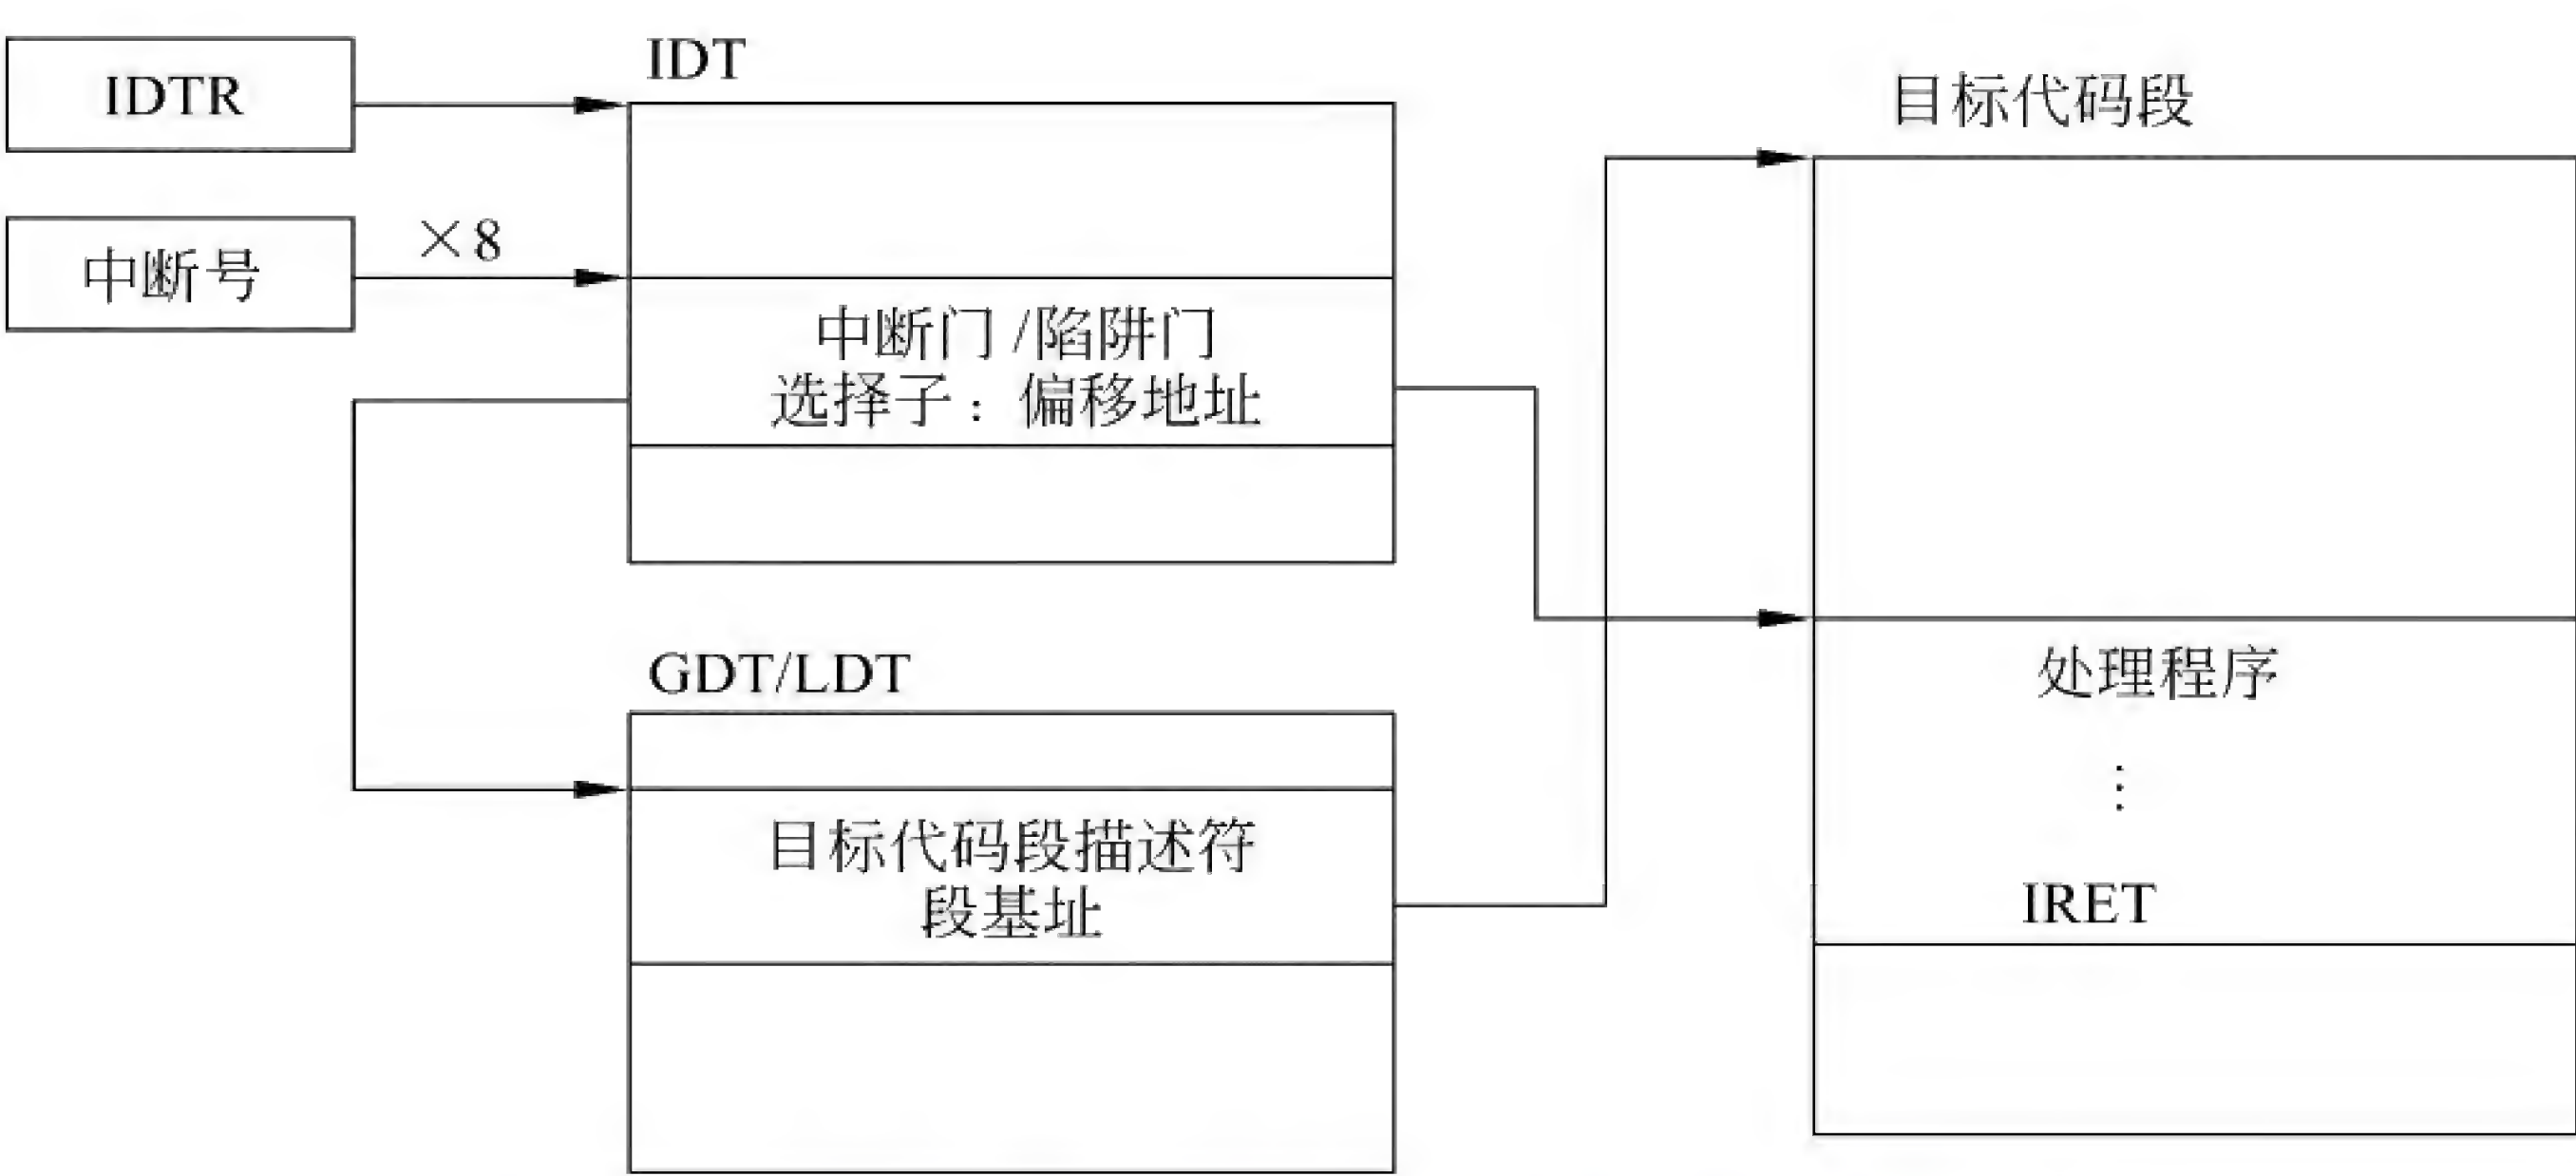 IDTR
IDT
目标代码段
中断号
×8
中断门/陷阱门
选择子：偏移地址
GDT/LDT
目标代码段描述符
段基址
处理程序
⋮
IRET